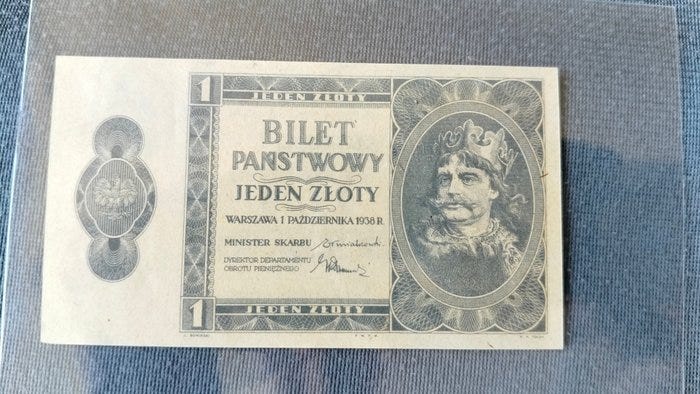 1 JEDEN ZŁOTY
BILET
PAŃSTWOWY
JEDEN ZŁOTY
WARSZAWA 1 PAŹDZIERNIKA 1938 R.
MINISTER SKARBU
DYREKTOR DEPARTAMENTU
OBROTU PIENIĘŻNEGO
1 JEDEN ZŁOTY